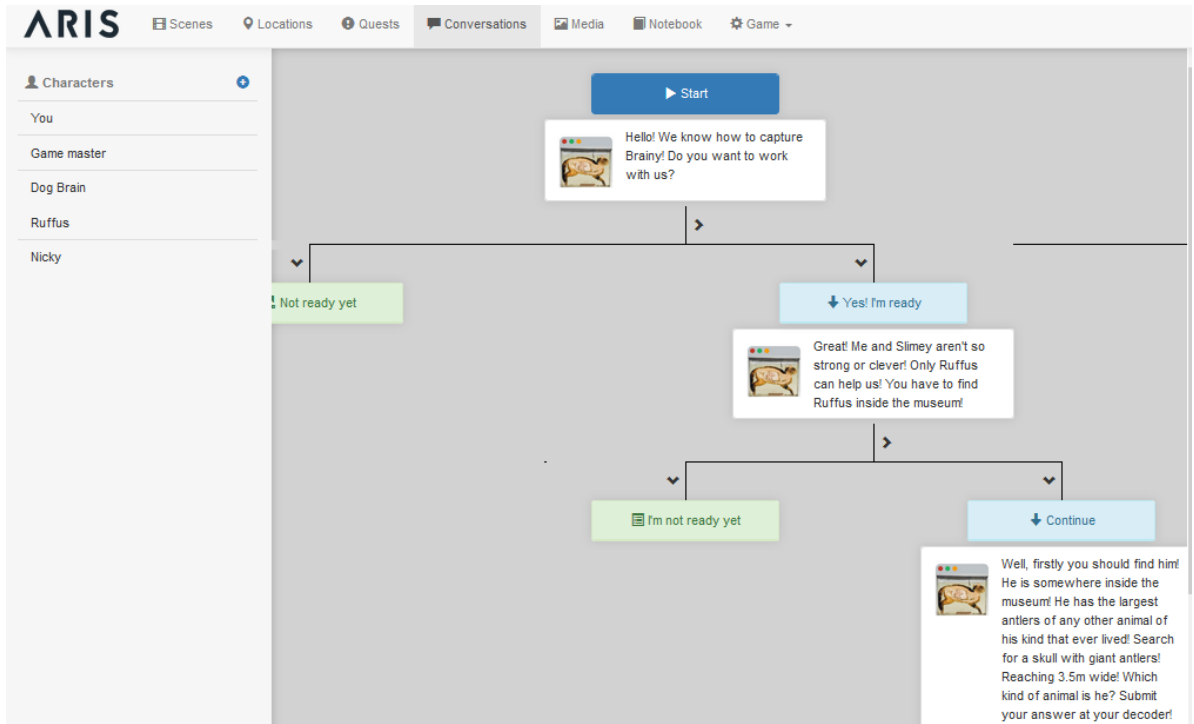 ARIS Scenes Locations Quests Conversations Media Notebook Game
Characters
You
Game master
Dog Brain
Ruffus
Nicky
Start
Hello! We know how to capture
Brainy! Do you want to work
with us?
Not ready yet
Yes! I'm ready
Great! Me and Slimey aren't so
strong or clever! Only Ruffus
can help us! You have to find
Ruffus inside the museum!
I'm not ready yet
Continue
Well, firstly you should find him!
He is somewhere inside the
museum! He has the largest
antlers of any other animal of
his kind that ever lived! Search
for a skull with giant antlers!
Reaching 3.5m wide! Which
kind of animal is he? Submit
your answer at your decoder!